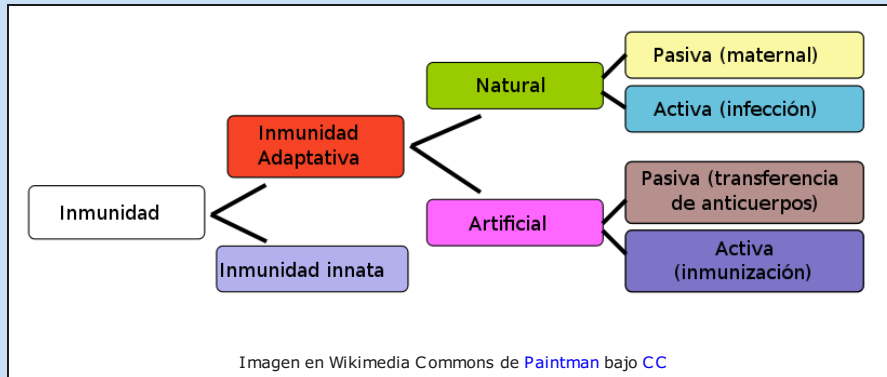 Inmunidad
Inmunidad
Adaptativa
Inmunidad innata
Natural
Artificial
Pasiva (maternal)
Activa (infección)
Pasiva (transferencia
de anticuerpos)
Activa
(inmunización)
Imagen en Wikimedia Commons de Paintman bajo CC